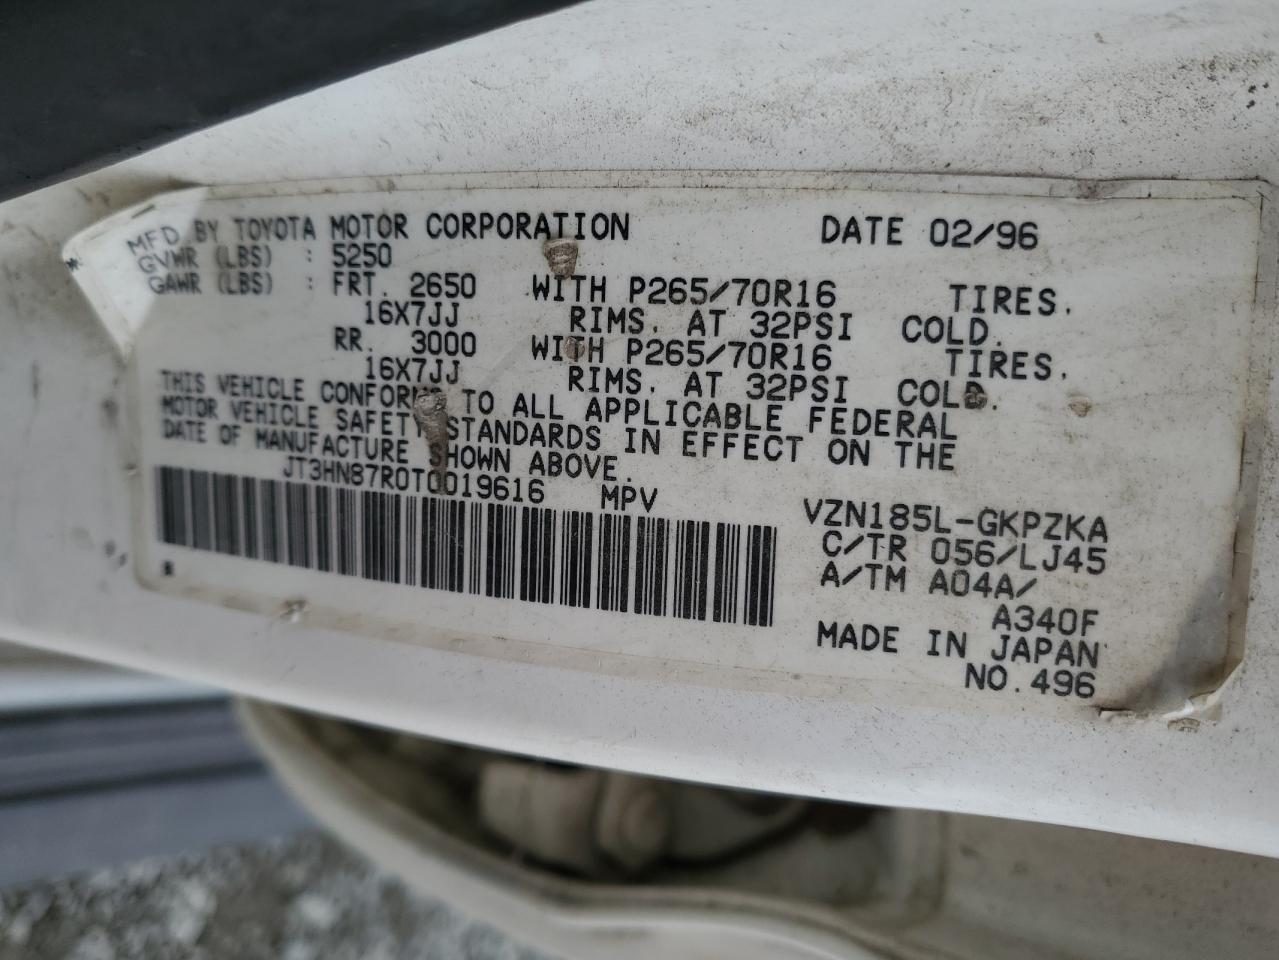 MFD BY TOYOTA MOTOR CORPORATION DATE 02/96
GVWR (LBS) : 5250
GAWR (LBS) : FRT. 2650 WITH P265/70R16 TIRES.
16X7JJ RIMS. AT 32PSI COLD.
RR. 3000 WITH P265/70R16 TIRES.
16X7JJ RIMS. AT 32PSI COLD.
THIS VEHICLE CONFORMS TO ALL APPLICABLE FEDERAL
MOTOR VEHICLE SAFETY STANDARDS IN EFFECT ON THE
DATE OF MANUFACTURE SHOWN ABOVE.
JT3HN87R0T0019616 MPV
VZN185L-GKPZKA
C/TR 056/LJ45
A/TM A04A/
A340F
MADE IN JAPAN
NO.496